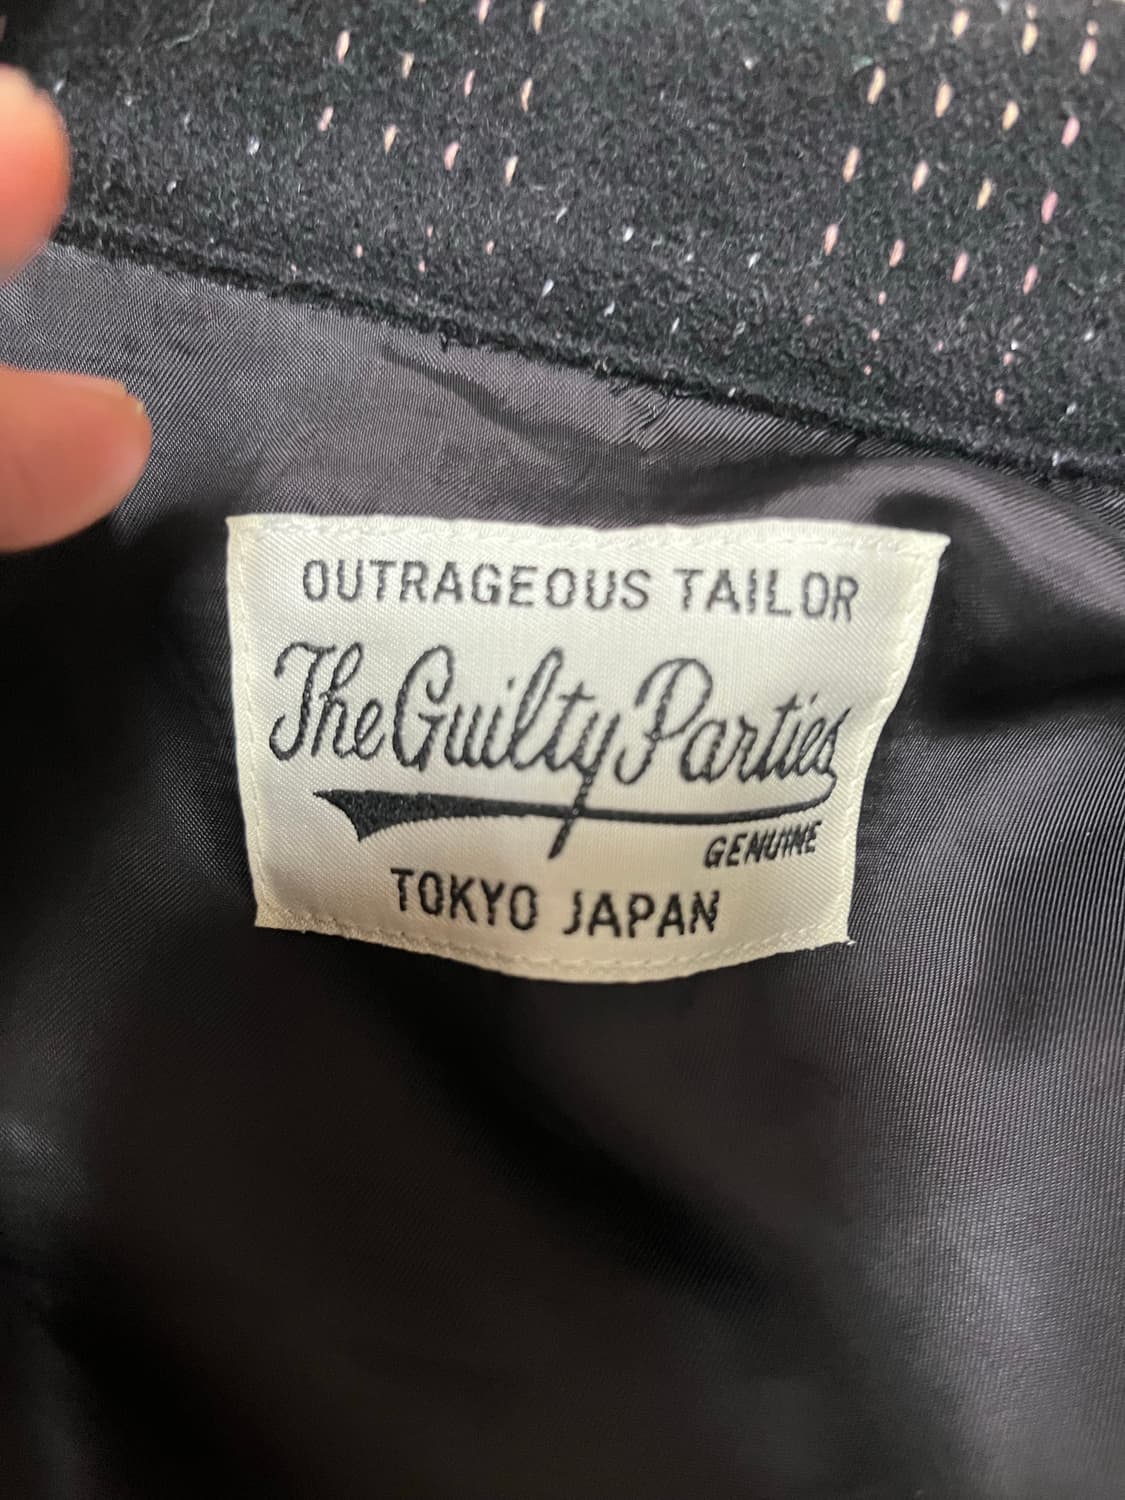 OUTRAGEOUS TAILOR
The Guilty Parties
GENUINE
TOKYO JAPAN